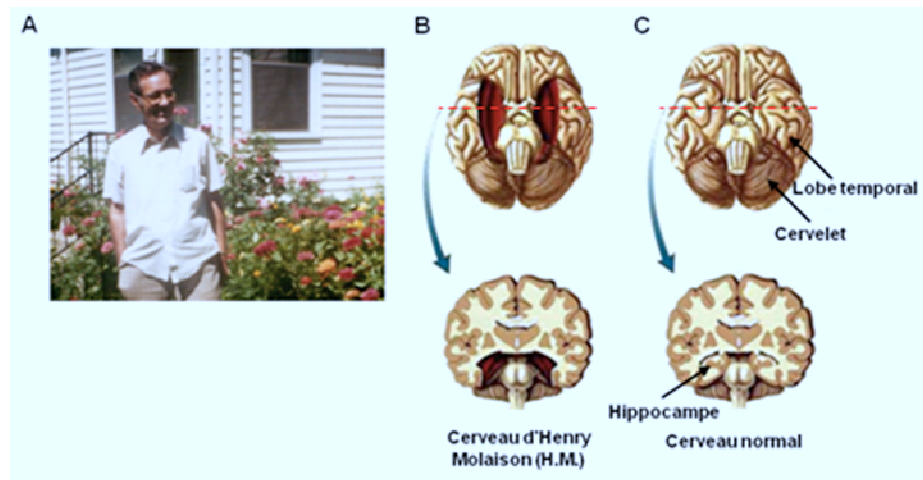 A
B
C
Lobe temporal
Cervelet
Hippocampe
Cerveau d'Henry
Molaison (H.M.)
Cerveau normal